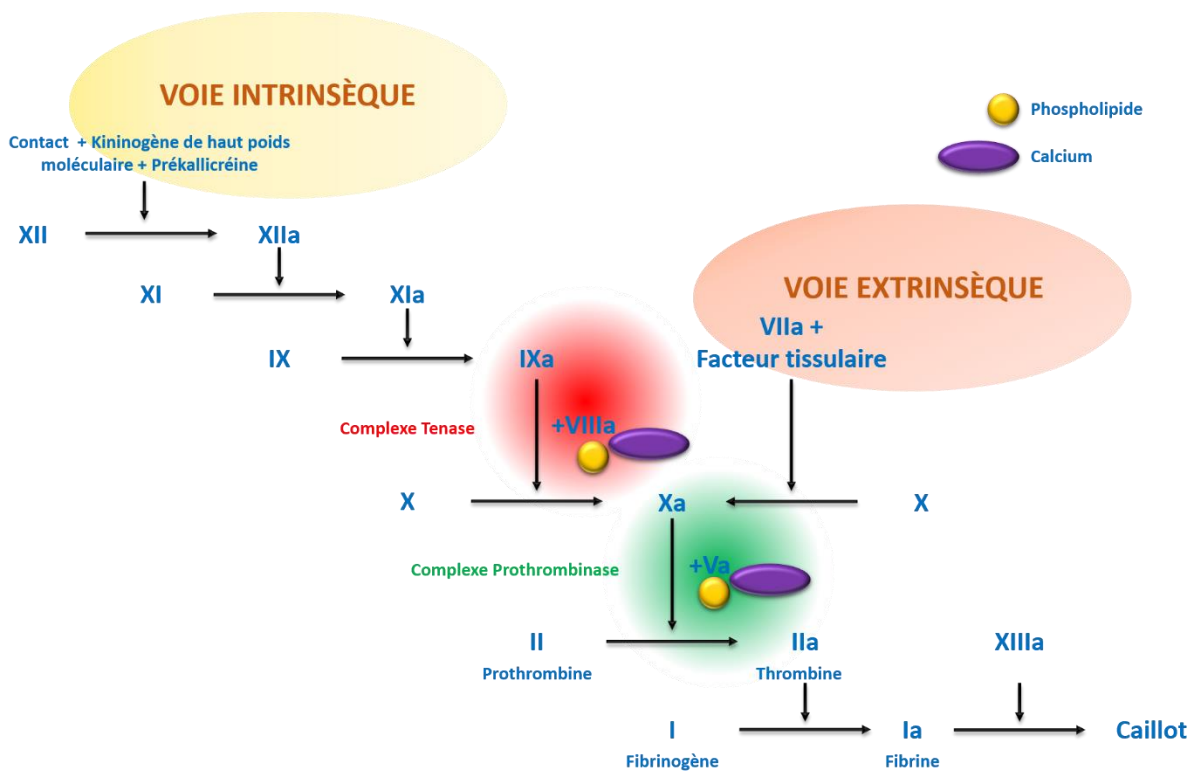 VOIE INTRINSÈQUE
Contact + Kininogène de haut poids
moléculaire + Prékallicréine
Phospholipide
Calcium
XII
XIIa
XI
XIa
VOIE EXTRINSÈQUE
VIIa +
Facteur tissulaire
IX
IXa
Complexe Tenase
+VIIIa
X
Xa
X
Complexe Prothrombinase
+Va
II
Prothrombine
IIa
Thrombine
XIIIa
I
Fibrinogène
Ia
Fibrine
Caillot